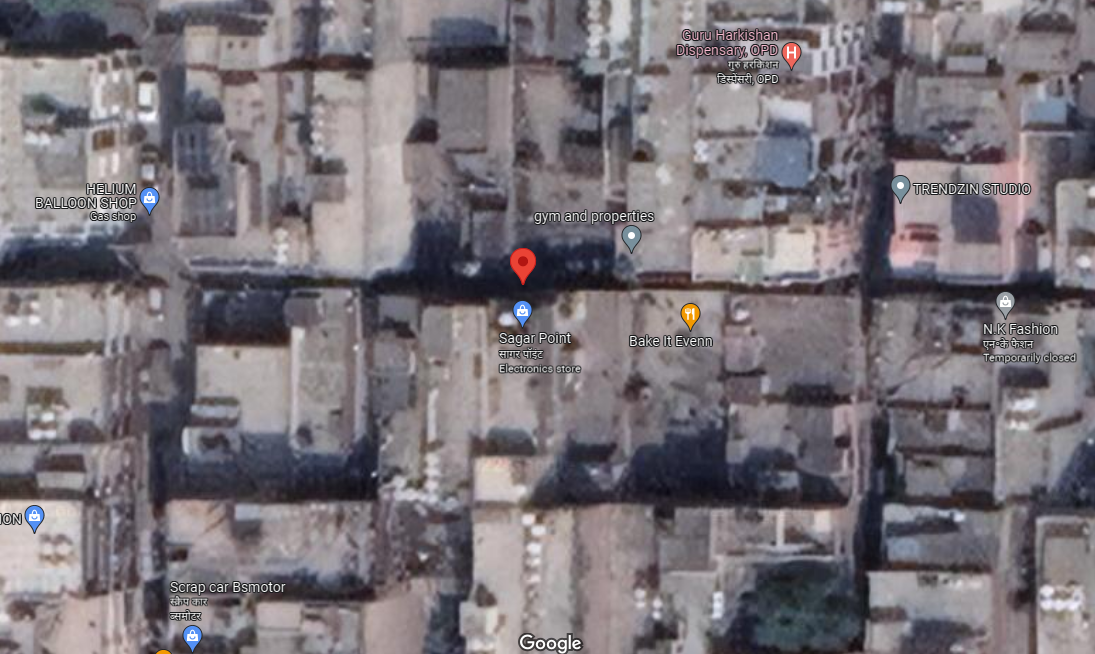 Guru Harkishan
Dispensary, OPD
गुरु हरकिशन
डिस्पेंसरी, OPD
HELIUM
BALLOON SHOP
Gas shop
TRENDZIN STUDIO
gym and properties
Sagar Point
सागर पॉइंट
Electronics store
Bake It Evenn
N.K Fashion
एन॰के फैशन
Temporarily closed
ION
Scrap car Bsmotor
स्क्रैप कार
ब्समोटर
Google